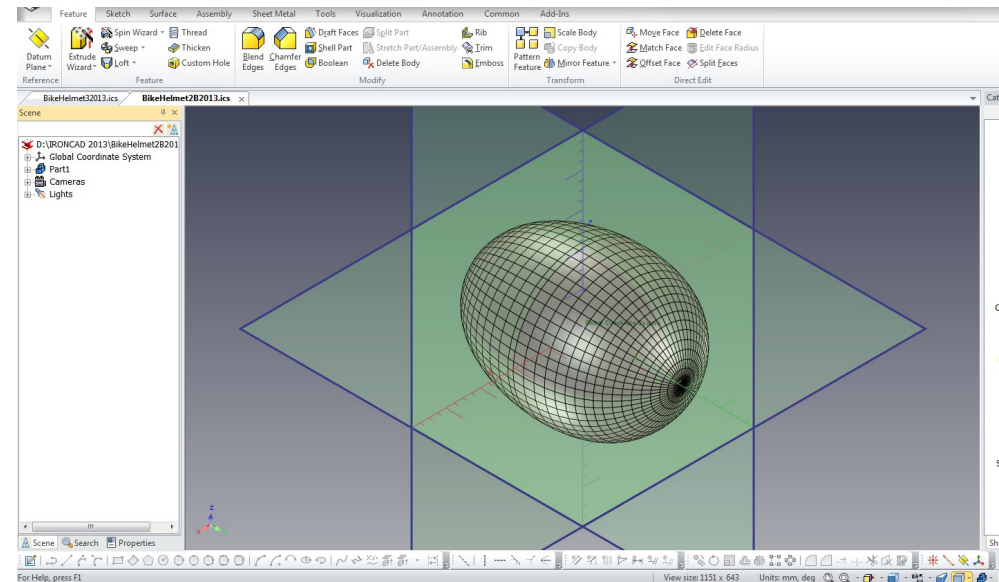 Feature Sketch Surface Assembly Sheet Metal Tools Visualization Annotation Common Add-Ins
Datum Plane
Extrude Wizard
Spin Wizard
Sweep
Loft
Thread
Thicken
Custom Hole
Blend Edges
Chamfer Edges
Draft Faces
Shell Part
Boolean
Split Part
Stretch Part/Assembly
Delete Body
Rib
Trim
Emboss
Pattern Feature
Scale Body
Copy Body
Mirror Feature
Move Face
Match Face
Offset Face
Delete Face
Edit Face Radius
Split Faces
Reference Feature Modify Transform Direct Edit
BikeHelmet32013.ics BikeHelmet2B2013.ics x
Cat
Scene
D:\IRONCAD 2013\BikeHelmet2B201
Global Coordinate System
Part1
Cameras
Lights
Z
Z
Scene Search Properties
Sh
For Help, press F1
View size: 1151 x 643 Units: mm, deg